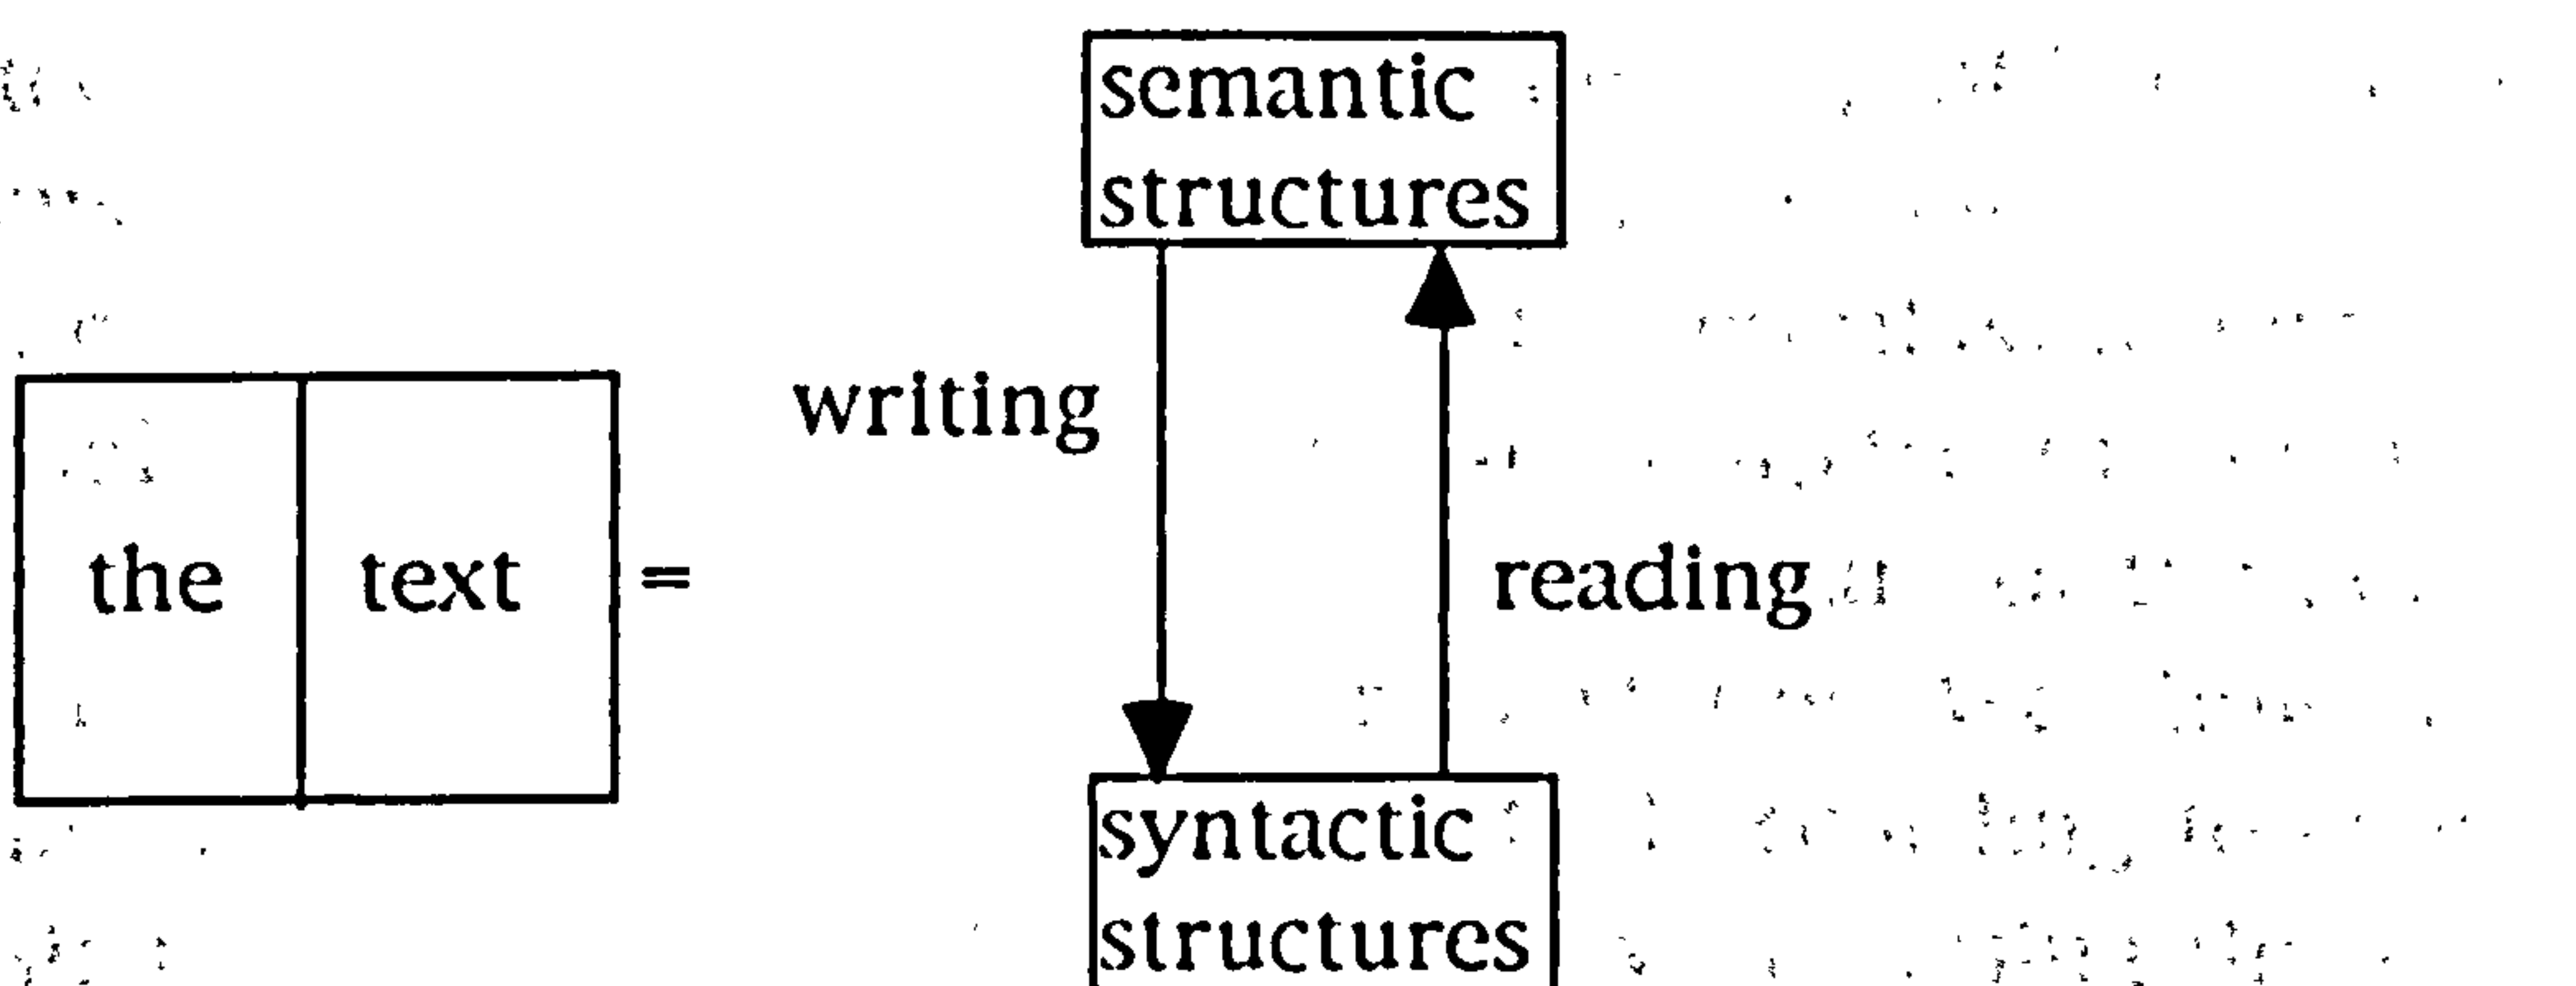 semantic
structures
writing
the text =
reading
syntactic
structures